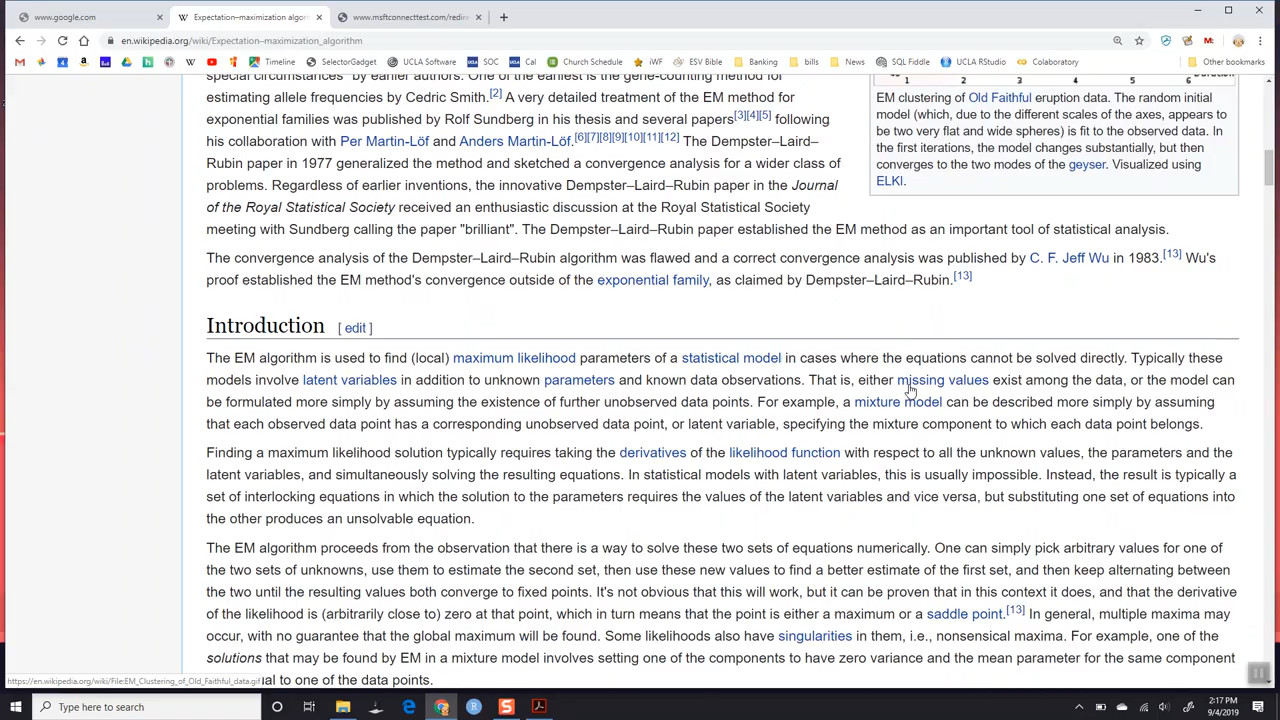 www.google.com
Expectation–maximization algor
www.msftconnecttest.com/redire
en.wikipedia.org/wiki/Expectation–maximization_algorithm
Timeline SelectorGadget UCLA Software SOC Cal Church Schedule iWF ESV Bible Banking bills News SQL Fiddle UCLA RStudio Colaboratory
special circumstances" by earlier authors. One of the earliest is the gene-counting method for
estimating allele frequencies by Cedric Smith.[2] A very detailed treatment of the EM method for
exponential families was published by Rolf Sundberg in his thesis and several papers[3][4][5] following
his collaboration with Per Martin-Löf and Anders Martin-Löf.[6][7][8][9][10][11][12] The Dempster–Laird–
Rubin paper in 1977 generalized the method and sketched a convergence analysis for a wider class of
problems. Regardless of earlier inventions, the innovative Dempster–Laird–Rubin paper in the Journal
of the Royal Statistical Society received an enthusiastic discussion at the Royal Statistical Society
meeting with Sundberg calling the paper "brilliant". The Dempster–Laird–Rubin paper established the EM method as an important tool of statistical analysis.
1 2 3 4 5 6
EM clustering of Old Faithful eruption data. The random initial
model (which, due to the different scales of the axes, appears
to be two very flat and wide spheres) is fit to the observed data. In
the first iterations, the model changes substantially, but then
converges to the two modes of the geyser. Visualized using
ELKI.
The convergence analysis of the Dempster–Laird–Rubin algorithm was flawed and a correct convergence analysis was published by C. F. Jeff Wu in 1983.[13] Wu's
proof established the EM method's convergence outside of the exponential family, as claimed by Dempster–Laird–Rubin.[13]
Introduction [ edit ]
The EM algorithm is used to find (local) maximum likelihood parameters of a statistical model in cases where the equations cannot be solved directly. Typically these
models involve latent variables in addition to unknown parameters and known data observations. That is, either missing values exist among the data, or the model can
be formulated more simply by assuming the existence of further unobserved data points. For example, a mixture model can be described more simply by assuming
that each observed data point has a corresponding unobserved data point, or latent variable, specifying the mixture component to which each data point belongs.
Finding a maximum likelihood solution typically requires taking the derivatives of the likelihood function with respect to all the unknown values, the parameters and the
latent variables, and simultaneously solving the resulting equations. In statistical models with latent variables, this is usually impossible. Instead, the result is typically a
set of interlocking equations in which the solution to the parameters requires the values of the latent variables and vice versa, but substituting one set of equations into
the other produces an unsolvable equation.
The EM algorithm proceeds from the observation that there is a way to solve these two sets of equations numerically. One can simply pick arbitrary values for one of
the two sets of unknowns, use them to estimate the second set, then use these new values to find a better estimate of the first set, and then keep alternating between
the two until the resulting values both converge to fixed points. It's not obvious that this will work, but it can be proven that in this context it does, and that the derivative
of the likelihood is (arbitrarily close to) zero at that point, which in turn means that the point is either a maximum or a saddle point.[13] In general, multiple maxima may
occur, with no guarantee that the global maximum will be found. Some likelihoods also have singularities in them, i.e., nonsensical maxima. For example, one of the
solutions that may be found by EM in a mixture model involves setting one of the components to have zero variance and the mean parameter for the same component
https://en.wikipedia.org/wiki/File:EM_Clustering_of_Old_Faithful_data.gif
al to one of the data points.
Type here to search
2:17 PM
9/4/2019